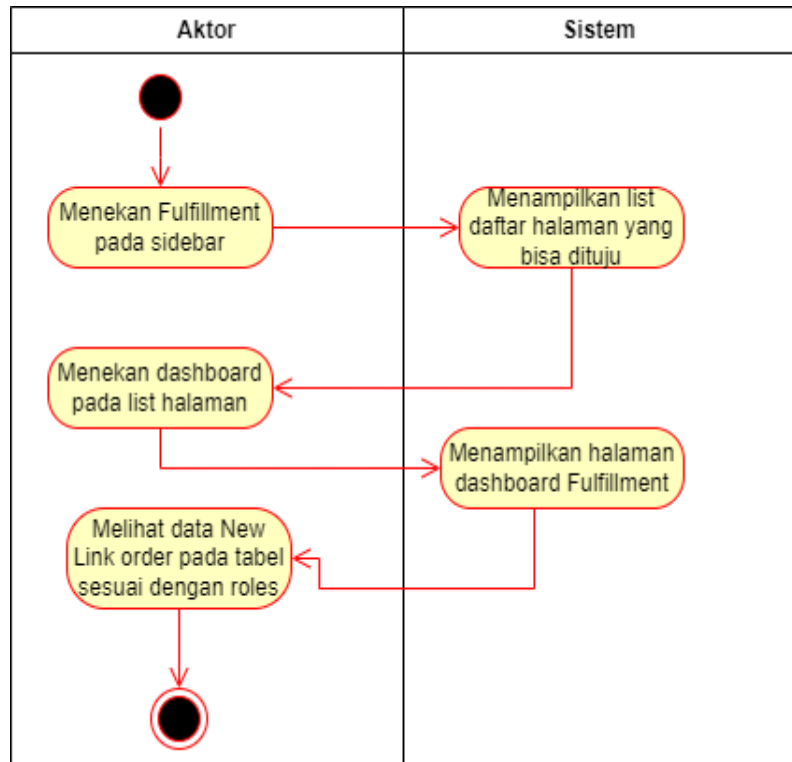 Aktor
Sistem
Menekan Fulfillment
pada sidebar
Menampilkan list
daftar halaman yang
bisa dituju
Menekan dashboard
pada list halaman
Menampilkan halaman
dashboard Fulfillment
Melihat data New
Link order pada tabel
sesuai dengan roles